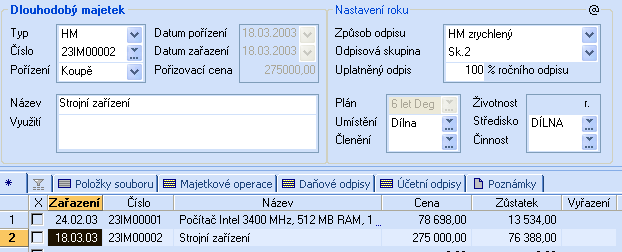 Dlouhodobý majetek
Nastavení roku @
Typ HM Datum pořízení 18.03.2003 Způsob odpisu HM zrychlený
Číslo 23IM00002 Datum zařazení 18.03.2003 Odpisová skupina Sk.2
Pořízení Koupě Pořizovací cena 275000,00 Uplatněný odpis 100 % ročního odpisu
Název Strojní zařízení Plán 6 let Deg Životnost r.
Využití Umístění Dílna Středisko DÍLNA
Členění Činnost
* Položky souboru Majetkové operace Daňové odpisy Účetní odpisy Poznámky
X Zařazení Číslo Název Cena Zůstatek Vyřazení
1 24.02.03 23IM00001 Počítač Intel 3400 MHz, 512 MB RAM, 1 ... 78 698,00 13 534,00
2 18.03.03 23IM00002 Strojní zařízení 275 000,00 76 388,00